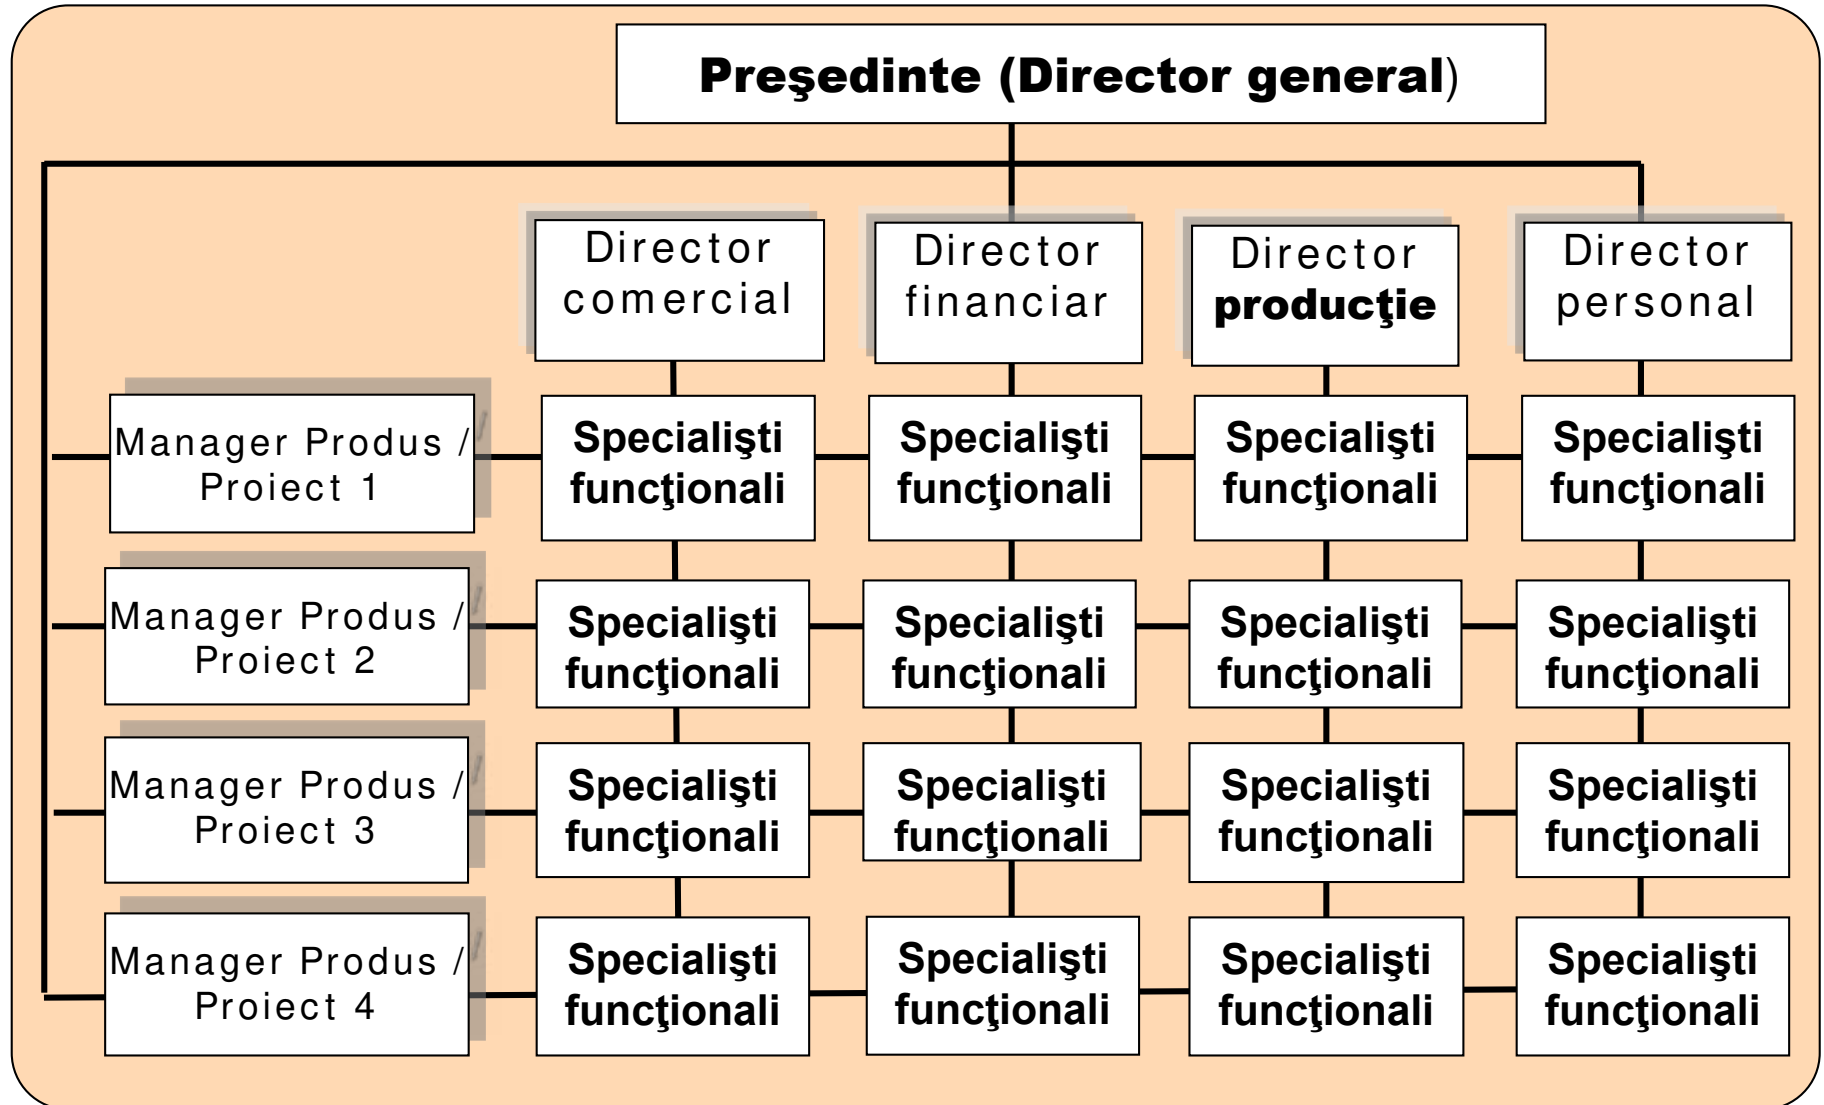 Preşedinte (Director general)
Director
comercial
Director
financiar
Director
producţie
Director
personal
Manager Produs /
Proiect 1
Specialişti
funcţionali
Specialişti
funcţionali
Specialişti
funcţionali
Specialişti
funcţionali
Manager Produs /
Proiect 2
Specialişti
funcţionali
Specialişti
funcţionali
Specialişti
funcţionali
Specialişti
funcţionali
Manager Produs /
Proiect 3
Specialişti
funcţionali
Specialişti
funcţionali
Specialişti
funcţionali
Specialişti
funcţionali
Manager Produs /
Proiect 4
Specialişti
funcţionali
Specialişti
funcţionali
Specialişti
funcţionali
Specialişti
funcţionali